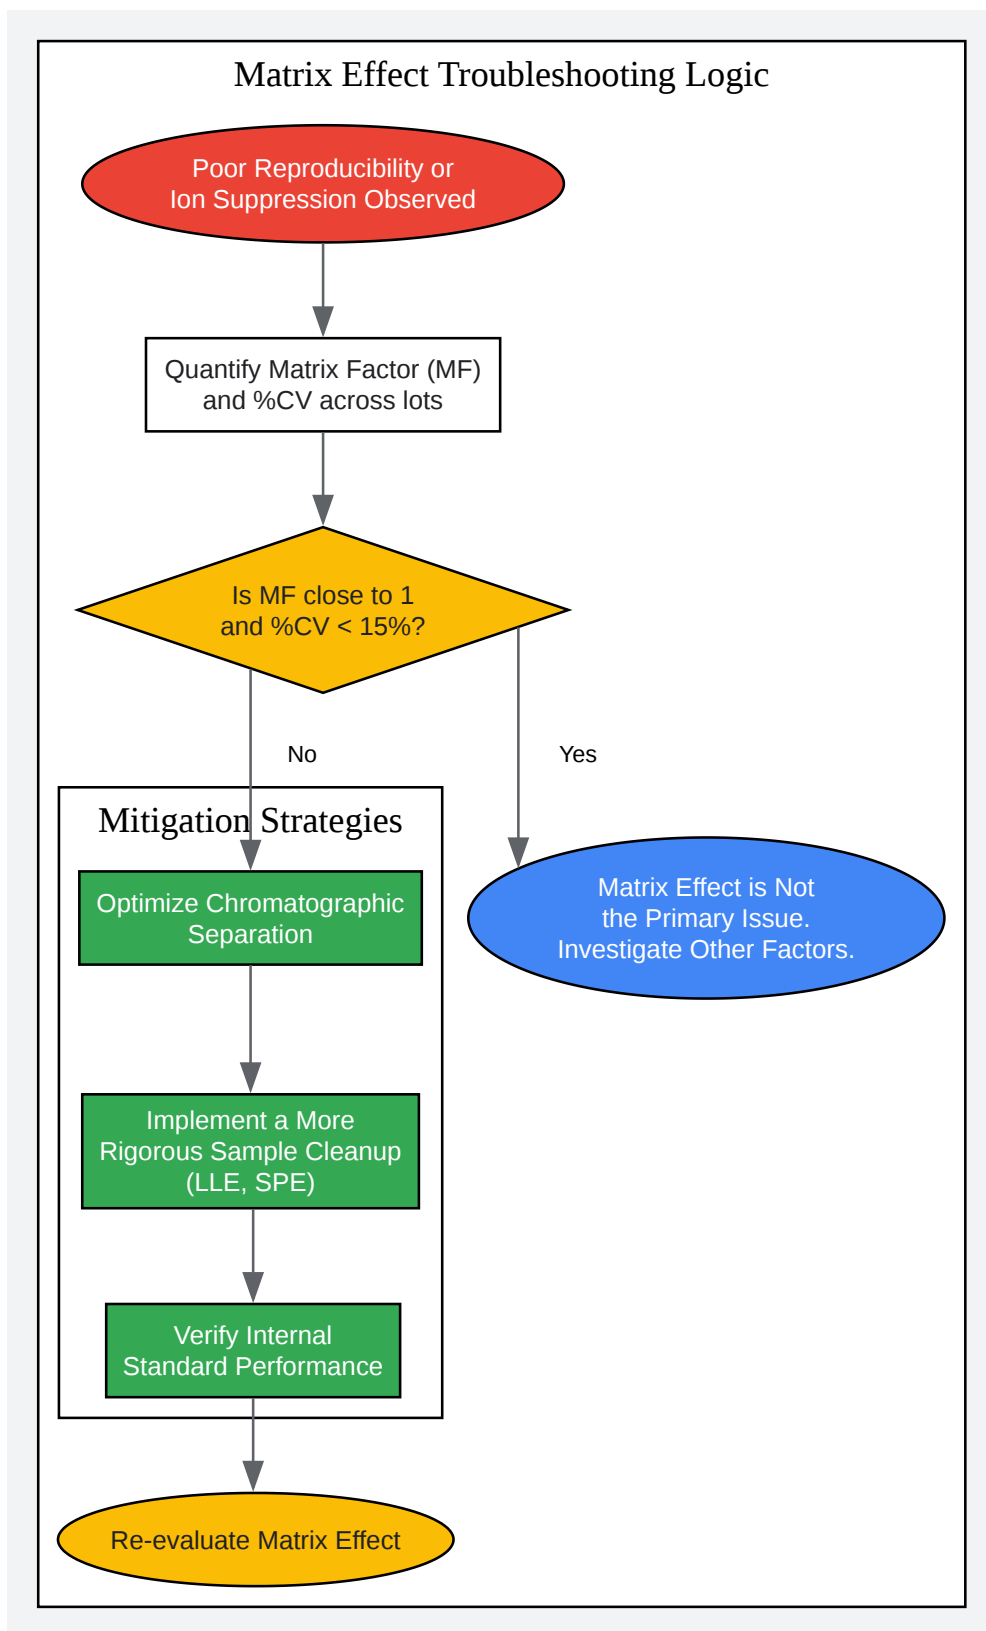 Matrix Effect Troubleshooting Logic
Poor Reproducibility or
Ion Suppression Observed
Quantify Matrix Factor (MF)
and %CV across lots
Is MF close to 1
and %CV < 15%?
No
Yes
Mitigation Strategies
Optimize Chromatographic
Separation
Matrix Effect is Not
the Primary Issue.
Investigate Other Factors.
Implement a More
Rigorous Sample Cleanup
(LLE, SPE)
Verify Internal
Standard Performance
Re-evaluate Matrix Effect